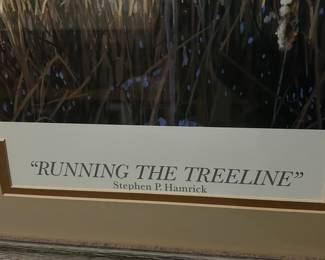 “RUNNING THE TREELINE”
Stephen P. Hamrick